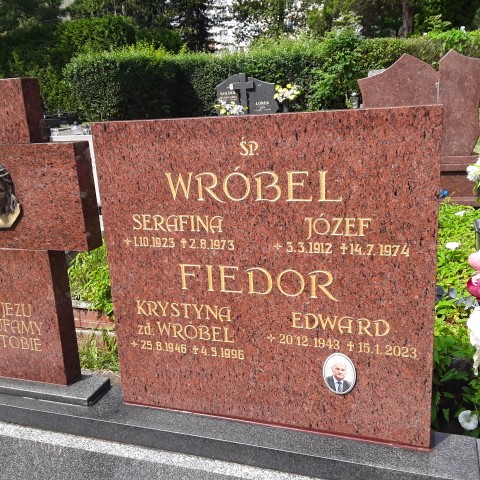 ŚP.
WRÓBEL
SERAFINA
+ 1.10.1923 ‡ 2.8.1973
JÓZEF
+ 3.3.1912 ‡ 14.7.1974
FIEDOR
KRYSTYNA
zd. WRÓBEL
+ 25.8.1946 ‡ 4.5.1996
EDWARD
+ 20.12.1943 ‡ 15.1.2023
JEZU
UFAMY
TOBIE